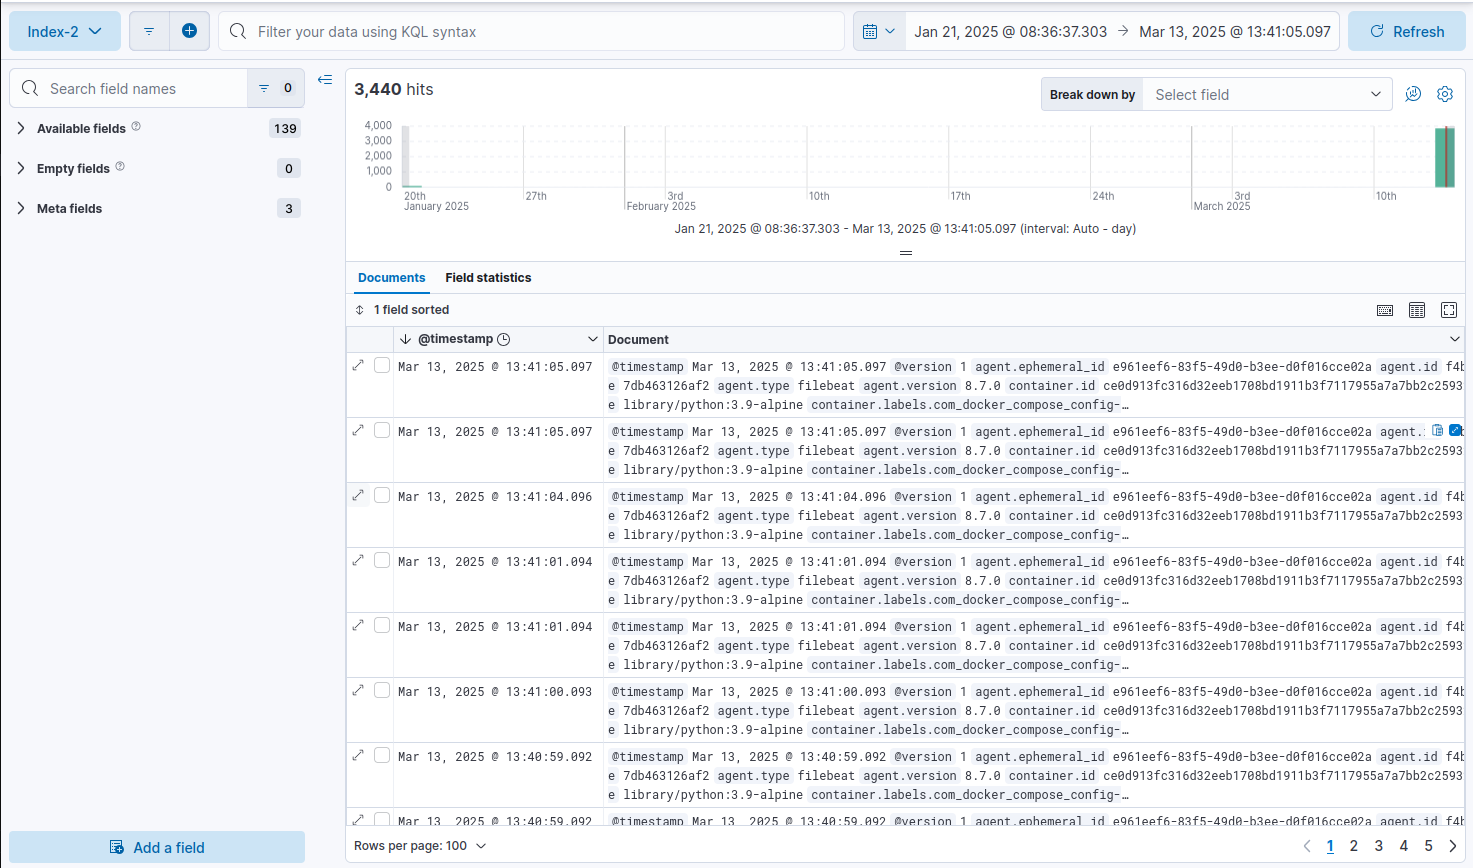 Index-2
Filter your data using KQL syntax
Jan 21, 2025 @ 08:36:37.303 → Mar 13, 2025 @ 13:41:05.097
Refresh
Search field names
0
Available fields 139
Empty fields 0
Meta fields 3
Add a field
3,440 hits
Break down by Select field
4,000
3,000
2,000
1,000
0
20th 27th 3rd 10th 17th 24th 3rd 10th
January 2025 February 2025 March 2025
Jan 21, 2025 @ 08:36:37.303 - Mar 13, 2025 @ 13:41:05.097 (interval: Auto - day)
Documents Field statistics
1 field sorted
@timestamp Document
Mar 13, 2025 @ 13:41:05.097 @timestamp Mar 13, 2025 @ 13:41:05.097 @version 1 agent.ephemeral_id e961eef6-83f5-49d0-b3ee-d0f016cce02a agent.id f4b
e 7db463126af2 agent.type filebeat agent.version 8.7.0 container.id ce0d913fc316d32eeb1708bd1911b3f7117955a7a7bb2c2593
e library/python:3.9-alpine container.labels.com_docker_compose_config-…
Mar 13, 2025 @ 13:41:05.097 @timestamp Mar 13, 2025 @ 13:41:05.097 @version 1 agent.ephemeral_id e961eef6-83f5-49d0-b3ee-d0f016cce02a agent.
e 7db463126af2 agent.type filebeat agent.version 8.7.0 container.id ce0d913fc316d32eeb1708bd1911b3f7117955a7a7bb2c2593
e library/python:3.9-alpine container.labels.com_docker_compose_config-…
Mar 13, 2025 @ 13:41:04.096 @timestamp Mar 13, 2025 @ 13:41:04.096 @version 1 agent.ephemeral_id e961eef6-83f5-49d0-b3ee-d0f016cce02a agent.id f4b
e 7db463126af2 agent.type filebeat agent.version 8.7.0 container.id ce0d913fc316d32eeb1708bd1911b3f7117955a7a7bb2c2593
e library/python:3.9-alpine container.labels.com_docker_compose_config-…
Mar 13, 2025 @ 13:41:01.094 @timestamp Mar 13, 2025 @ 13:41:01.094 @version 1 agent.ephemeral_id e961eef6-83f5-49d0-b3ee-d0f016cce02a agent.id f4b
e 7db463126af2 agent.type filebeat agent.version 8.7.0 container.id ce0d913fc316d32eeb1708bd1911b3f7117955a7a7bb2c2593
e library/python:3.9-alpine container.labels.com_docker_compose_config-…
Mar 13, 2025 @ 13:41:01.094 @timestamp Mar 13, 2025 @ 13:41:01.094 @version 1 agent.ephemeral_id e961eef6-83f5-49d0-b3ee-d0f016cce02a agent.id f4b
e 7db463126af2 agent.type filebeat agent.version 8.7.0 container.id ce0d913fc316d32eeb1708bd1911b3f7117955a7a7bb2c2593
e library/python:3.9-alpine container.labels.com_docker_compose_config-…
Mar 13, 2025 @ 13:41:00.093 @timestamp Mar 13, 2025 @ 13:41:00.093 @version 1 agent.ephemeral_id e961eef6-83f5-49d0-b3ee-d0f016cce02a agent.id f4b
e 7db463126af2 agent.type filebeat agent.version 8.7.0 container.id ce0d913fc316d32eeb1708bd1911b3f7117955a7a7bb2c2593
e library/python:3.9-alpine container.labels.com_docker_compose_config-…
Mar 13, 2025 @ 13:40:59.092 @timestamp Mar 13, 2025 @ 13:40:59.092 @version 1 agent.ephemeral_id e961eef6-83f5-49d0-b3ee-d0f016cce02a agent.id f4b
e 7db463126af2 agent.type filebeat agent.version 8.7.0 container.id ce0d913fc316d32eeb1708bd1911b3f7117955a7a7bb2c2593
e library/python:3.9-alpine container.labels.com_docker_compose_config-…
Mar 13, 2025 @ 13:40:59.092 @timestamp Mar 13, 2025 @ 13:40:59.092 @version 1 agent.ephemeral_id e961eef6-83f5-49d0-b3ee-d0f016cce02a agent.id f4b
Rows per page: 100 1 2 3 4 5